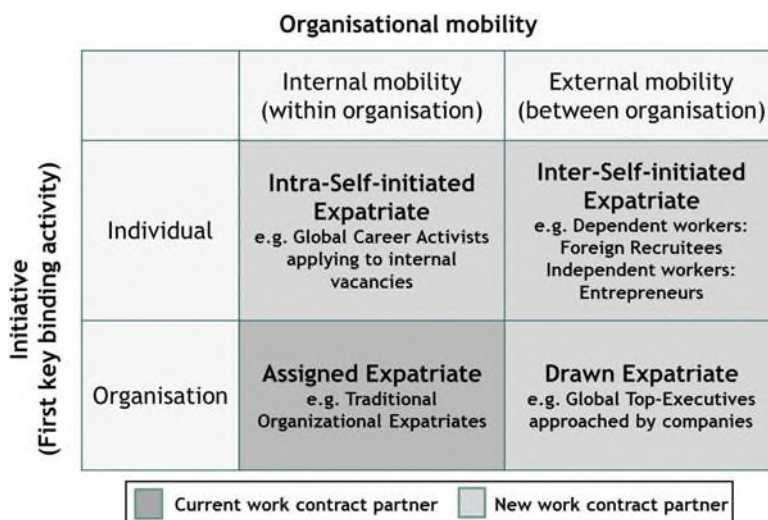 Organisational mobility
Internal mobility
(within organisation)
External mobility
(between organisation)
Initiative
(First key binding activity)
Individual
Intra-Self-initiated
Expatriate
e.g. Global Career Activists
applying to internal
vacancies
Inter-Self-initiated
Expatriate
e.g. Dependent workers:
Foreign Recruitees
Independent workers:
Entrepreneurs
Organisation
Assigned Expatriate
e.g. Traditional
Organizational Expatriates
Drawn Expatriate
e.g. Global Top-Executives
approached by companies
Current work contract partner
New work contract partner